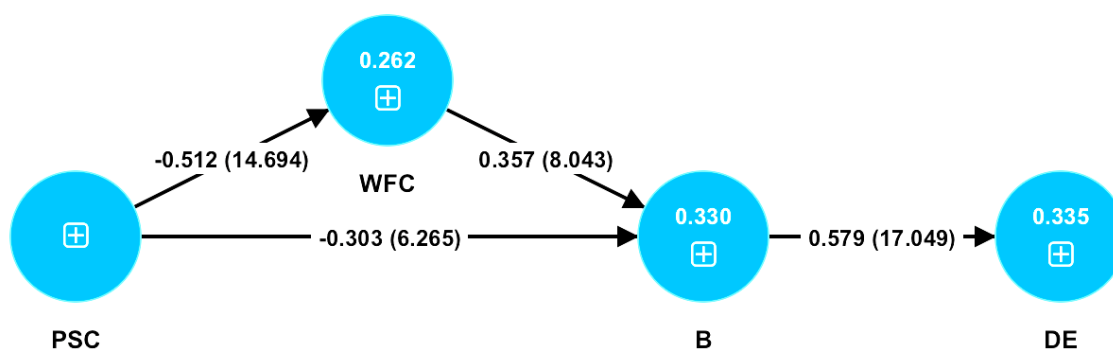 0.262
-0.512 (14.694)
0.357 (8.043)
WFC
0.330
0.335
-0.303 (6.265)
0.579 (17.049)
PSC
B
DE